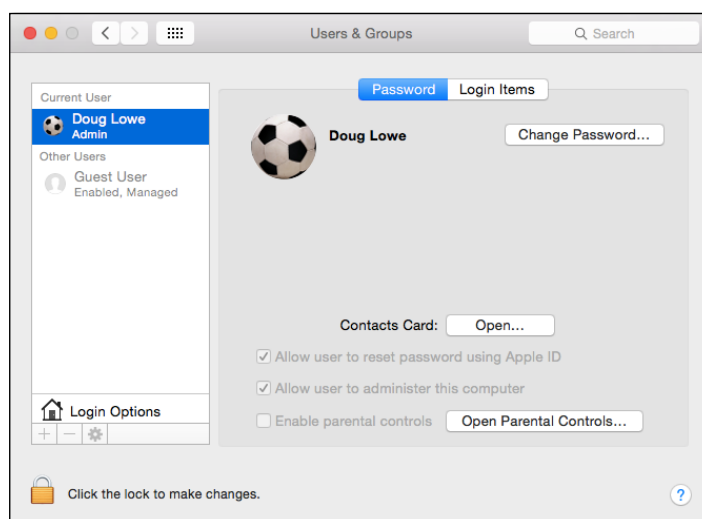 Users & Groups
Search
Password
Login Items
Current User
Doug Lowe
Admin
Other Users
Guest User
Enabled, Managed
Login Options
Doug Lowe
Change Password...
Contacts Card:
Open...
Allow user to reset password using Apple ID
Allow user to administer this computer
Enable parental controls
Open Parental Controls...
Click the lock to make changes.
?